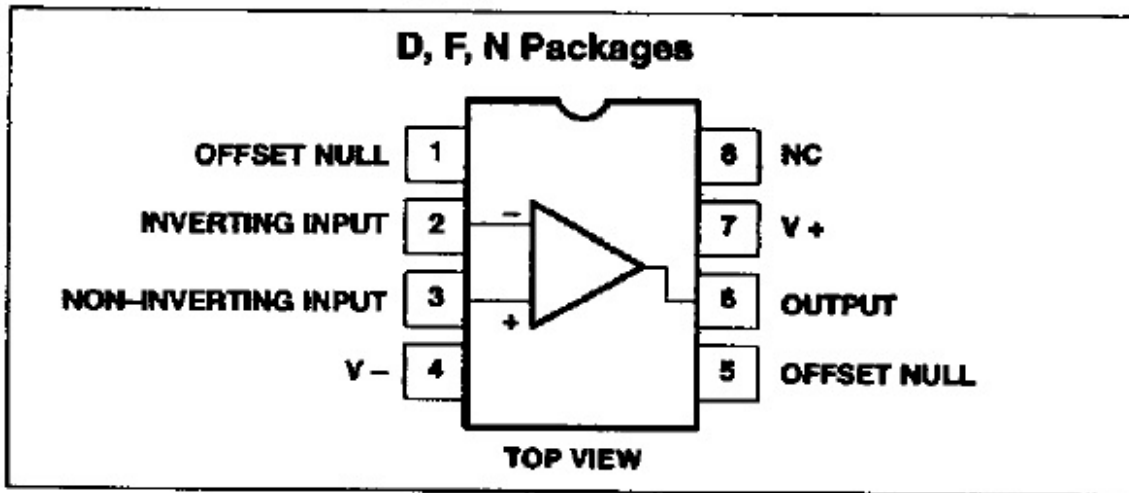 D, F, N Packages
OFFSET NULL 1
8 NC
INVERTING INPUT 2
−
7 V +
NON–INVERTING INPUT 3
+
6 OUTPUT
V – 4
5 OFFSET NULL
TOP VIEW